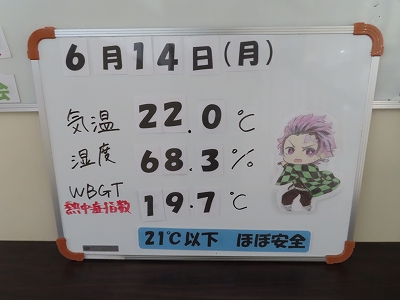 6月14日(月)
気温 22.0℃
湿度 68.3%
WBGT
熱中症指数 19.7℃
21℃以下 ほぼ安全
会